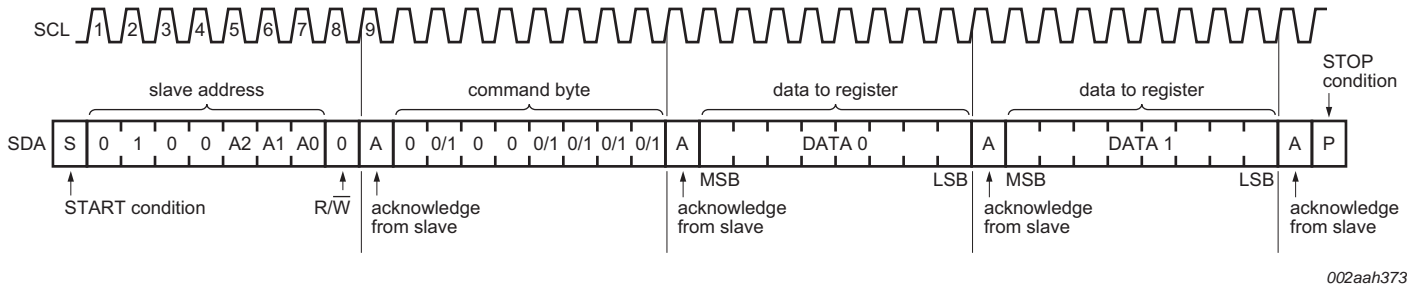 SCL 1 2 3 4 5 6 7 8 9
STOP
condition
slave address command byte data to register data to register
SDA S 0 1 0 0 A2 A1 A0 0 A 0 0/1 0 0 0/1 0/1 0/1 0/1 A DATA 0 A DATA 1 A P
MSB LSB MSB LSB
START condition R/W̅ acknowledge
from slave acknowledge
from slave acknowledge
from slave acknowledge
from slave
002aah373